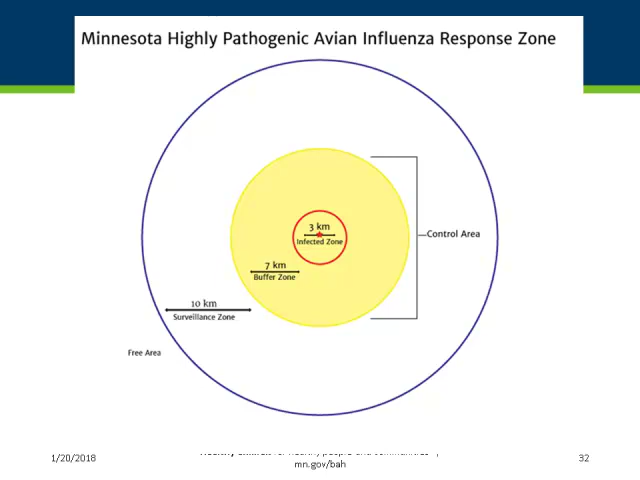 Minnesota Highly Pathogenic Avian Influenza Response Zone
3 km
Infected Zone
Control Area
7 km
Buffer Zone
10 km
Surveillance Zone
Free Area
1/20/2018
mn.gov/bah
32